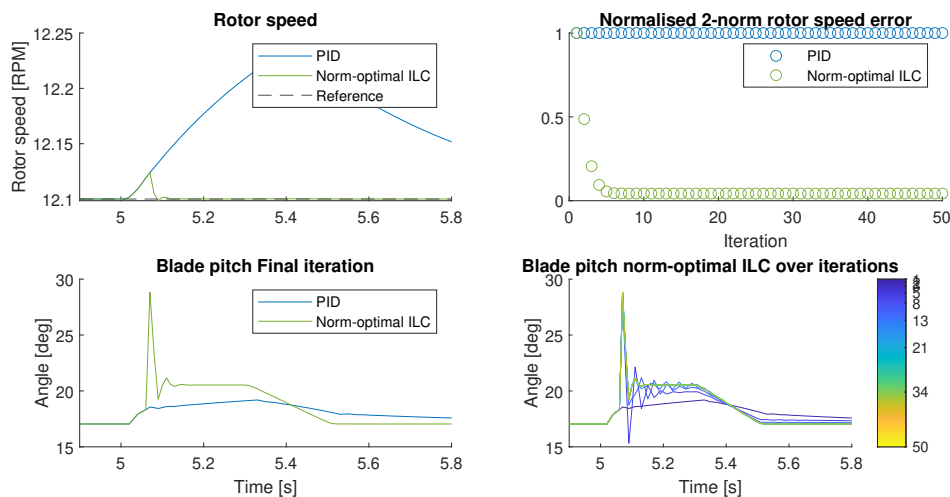 Rotor speed
Rotor speed [RPM]
12.25
12.2
12.15
12.1
5
5.2
5.4
5.6
5.8
PID
Norm-optimal ILC
Reference
Normalised 2-norm rotor speed error
1
0.5
0
0
10
20
30
40
50
Iteration
PID
Norm-optimal ILC
Blade pitch Final iteration
Angle [deg]
30
25
20
15
5
5.2
5.4
5.6
5.8
Time [s]
PID
Norm-optimal ILC
Blade pitch norm-optimal ILC over iterations
Angle [deg]
30
25
20
15
5
5.2
5.4
5.6
5.8
Time [s]
5
8
13
21
34
50